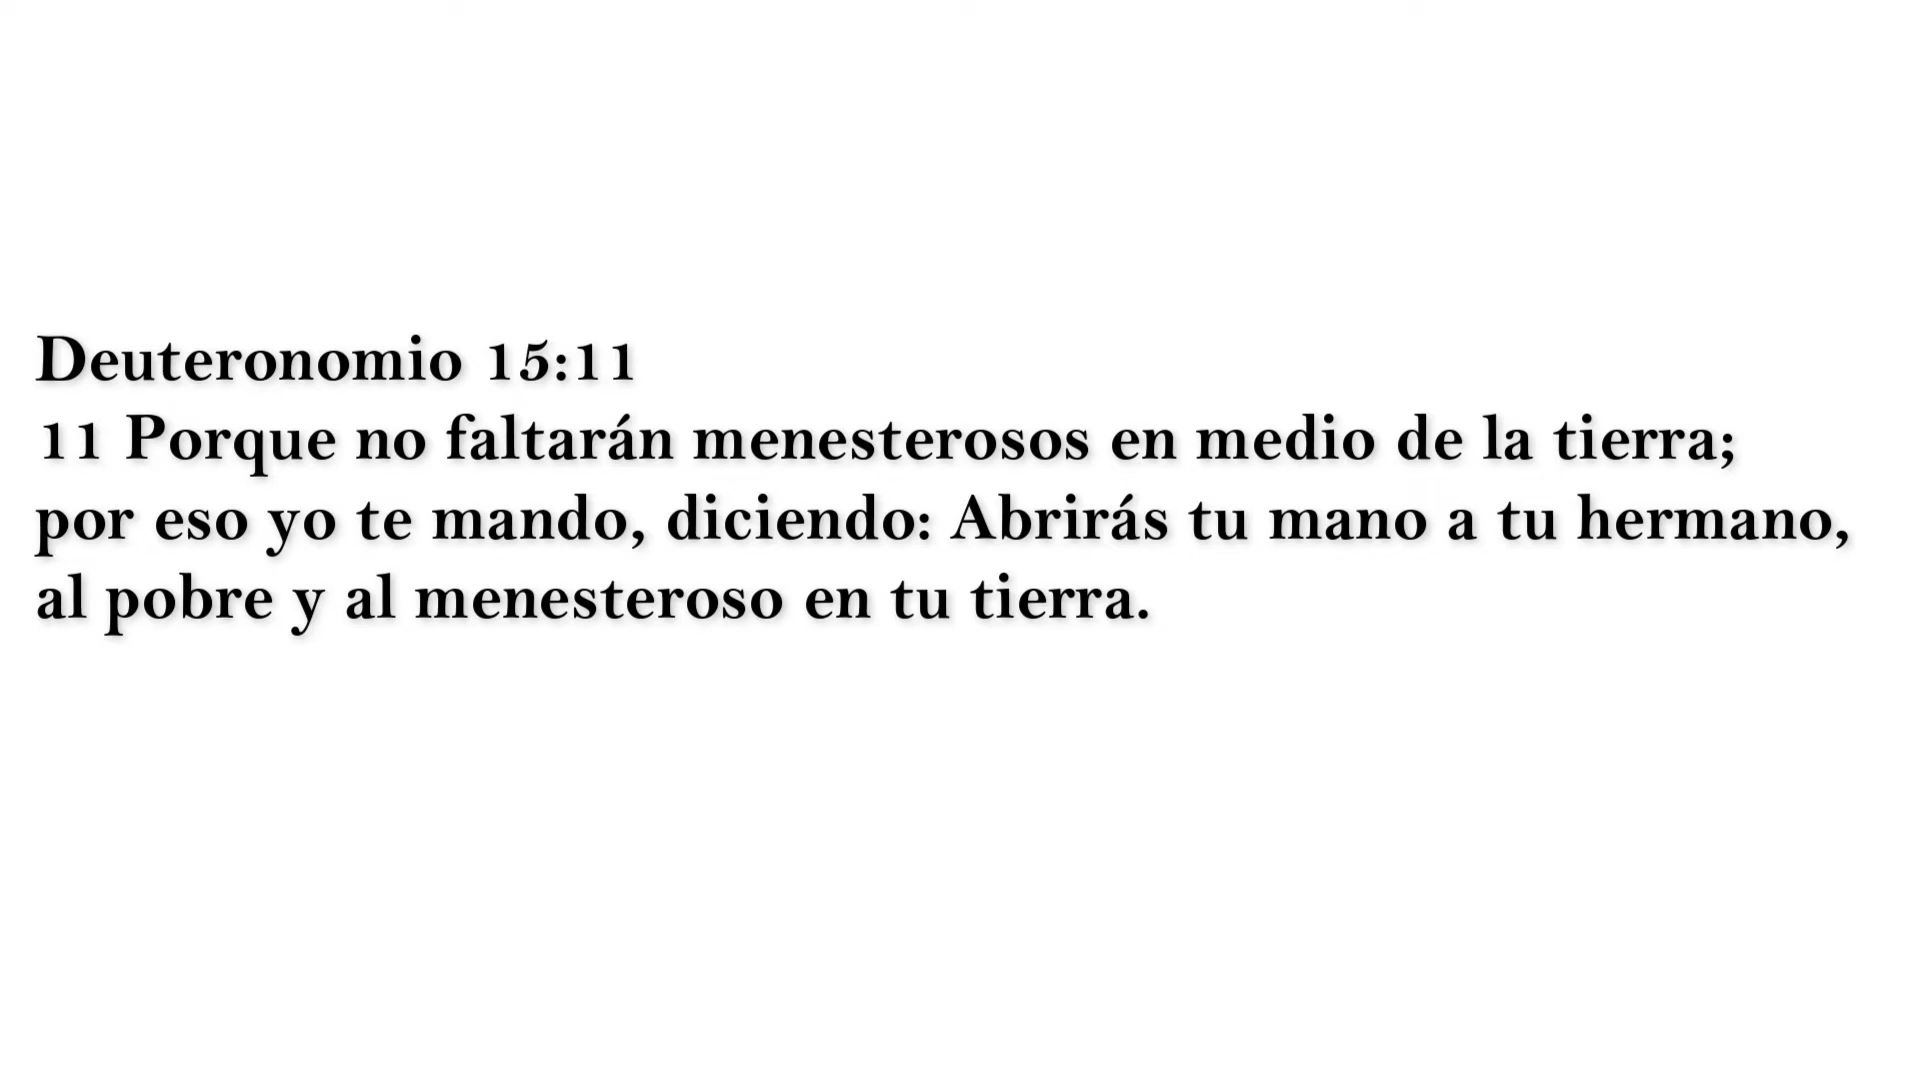 Deuteronomio 15:11
11 Porque no faltarán menesterosos en medio de la tierra;
por eso yo te mando, diciendo: Abrirás tu mano a tu hermano,
al pobre y al menesteroso en tu tierra.